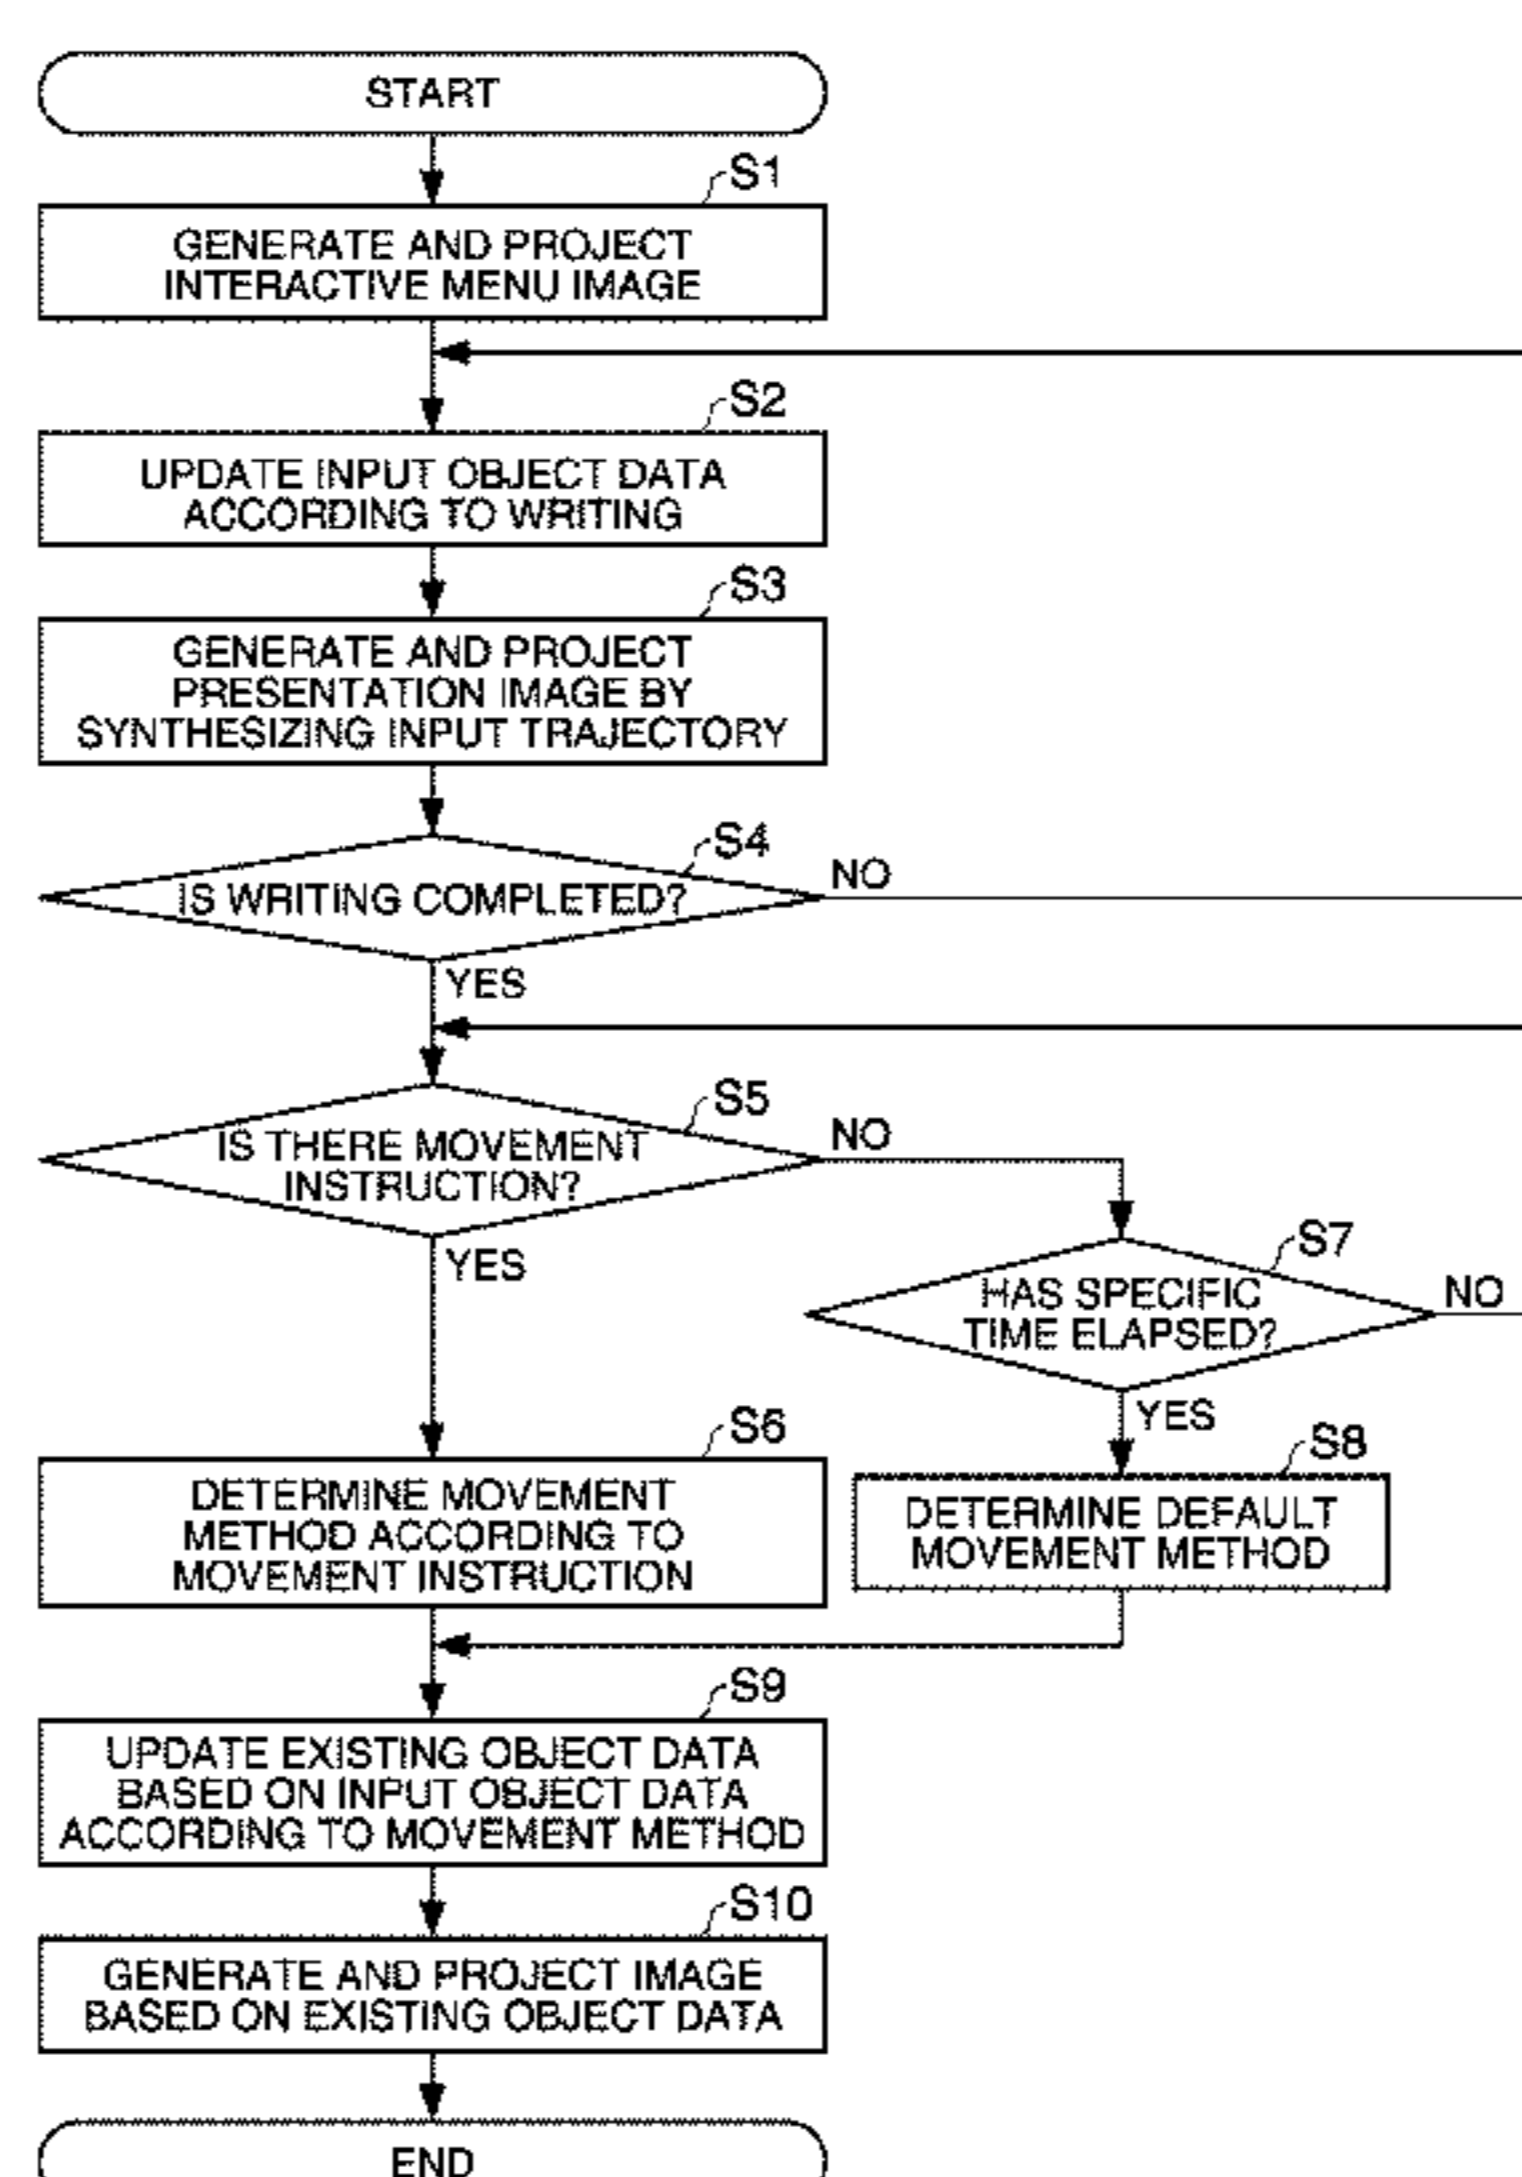 START
S1
GENERATE AND PROJECT
INTERACTIVE MENU IMAGE
S2
UPDATE INPUT OBJECT DATA
ACCORDING TO WRITING
S3
GENERATE AND PROJECT
PRESENTATION IMAGE BY
SYNTHESIZING INPUT TRAJECTORY
S4
IS WRITING COMPLETED?
NO
YES
S5
IS THERE MOVEMENT
INSTRUCTION?
NO
YES
S7
HAS SPECIFIC
TIME ELAPSED?
NO
YES
S6
DETERMINE MOVEMENT
METHOD ACCORDING TO
MOVEMENT INSTRUCTION
S8
DETERMINE DEFAULT
MOVEMENT METHOD
S9
UPDATE EXISTING OBJECT DATA
BASED ON INPUT OBJECT DATA
ACCORDING TO MOVEMENT METHOD
S10
GENERATE AND PROJECT IMAGE
BASED ON EXISTING OBJECT DATA
END